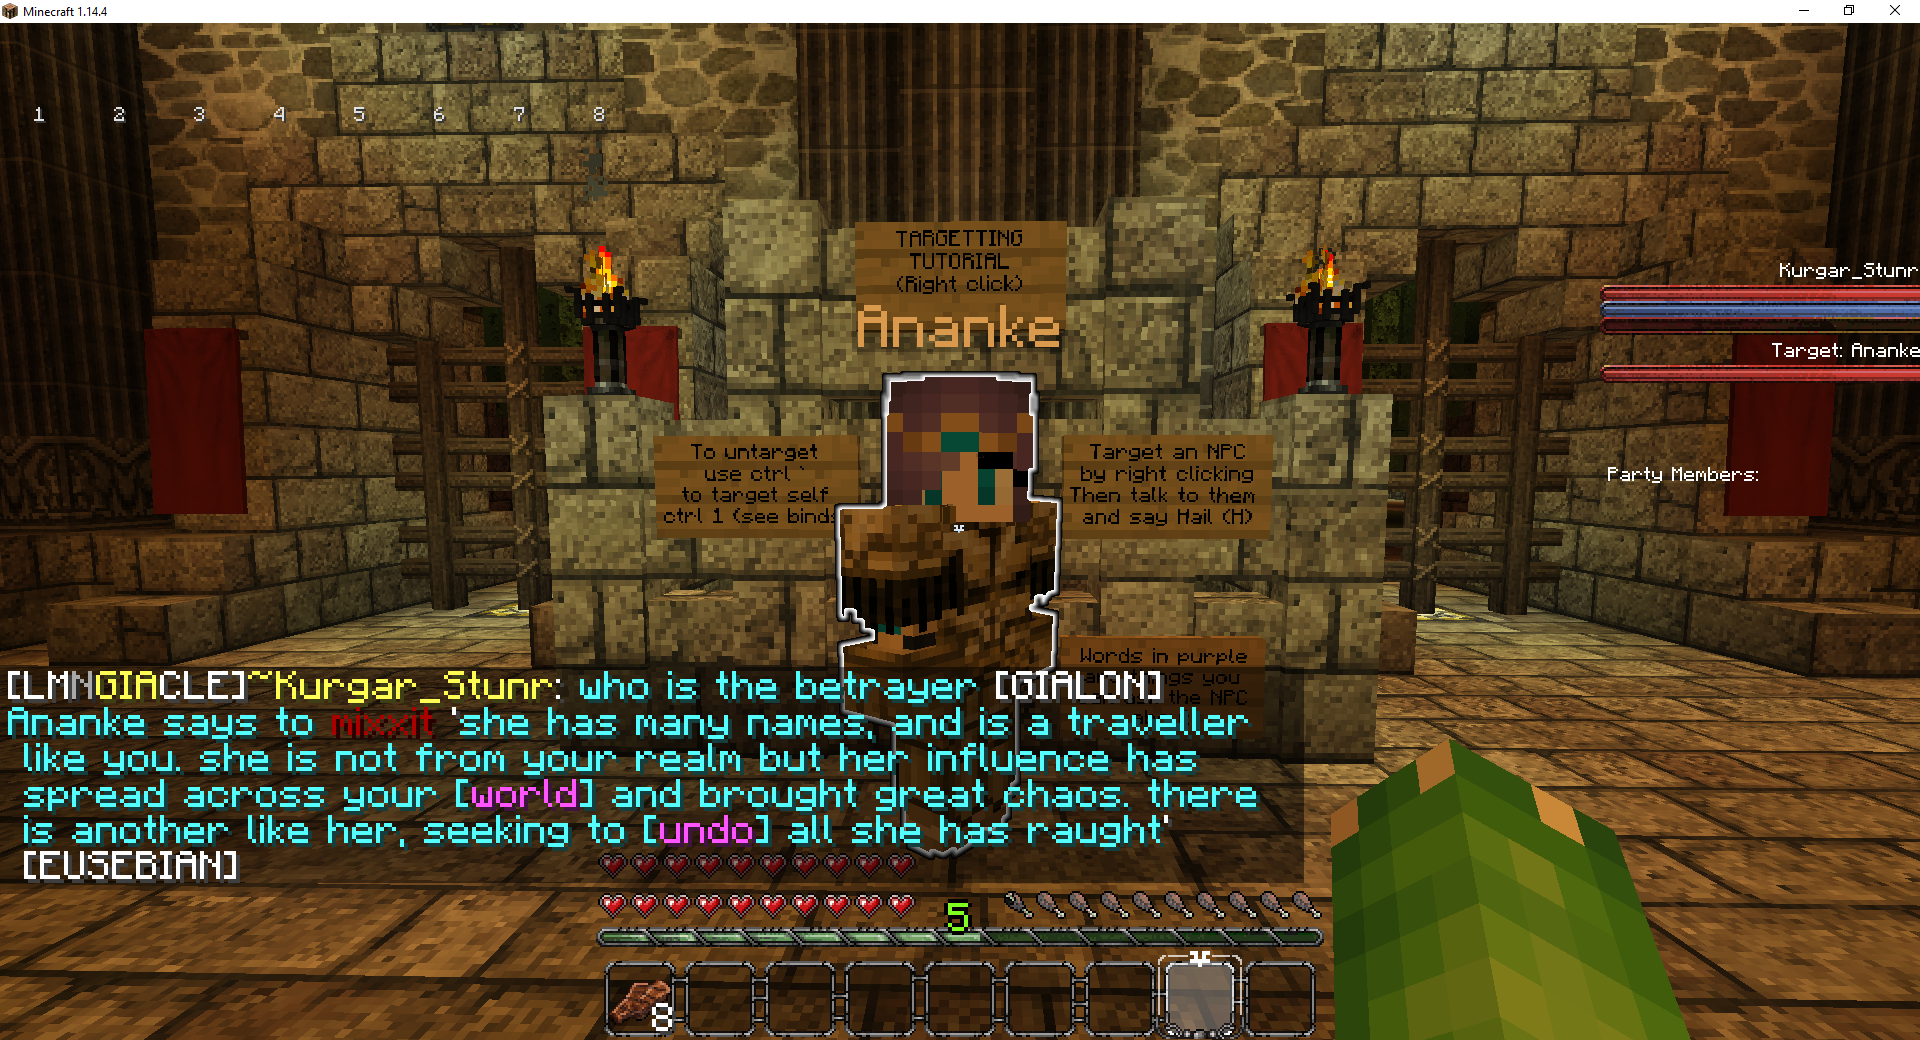 Minecraft 1.14.4
1 2 3 4 5 6 7 8
TARGETTING
TUTORIAL
(Right click)
Ananke
Kurgar_Stunr
Target: Ananke
Party Members:
To untarget
use ctrl `
to target self
ctrl 1 (see binds
Target an NPC
by right clicking
Then talk to them
and say Hail (H)
Words in purple
you
the NPC
[LMNGIACLE]~Kurgar_Stunr: who is the betrayer [GIALON]
Ananke says to mixxit 'she has many names, and is a traveller
like you. she is not from your realm but her influence has
spread across your [world] and brought great chaos. there
is another like her, seeking to [undo] all she has raught'
[EUSEBIAN]
5
8